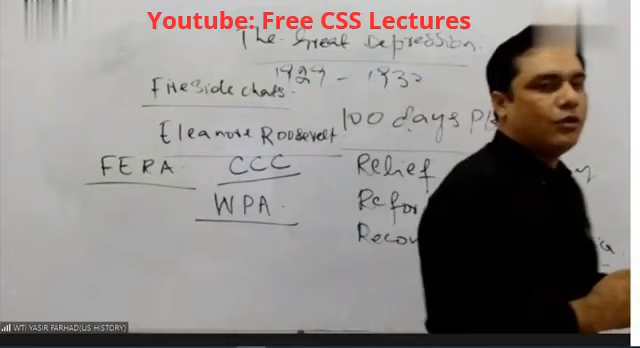 Youtube: Free CSS Lectures
The Great Depression
1929 - 193
Fireside chats.
100 days
Eleanore Roosevelt
FERA CCC Relief
WPA. Refor
Recov
WTI YASIR FARHAD(US HISTORY)